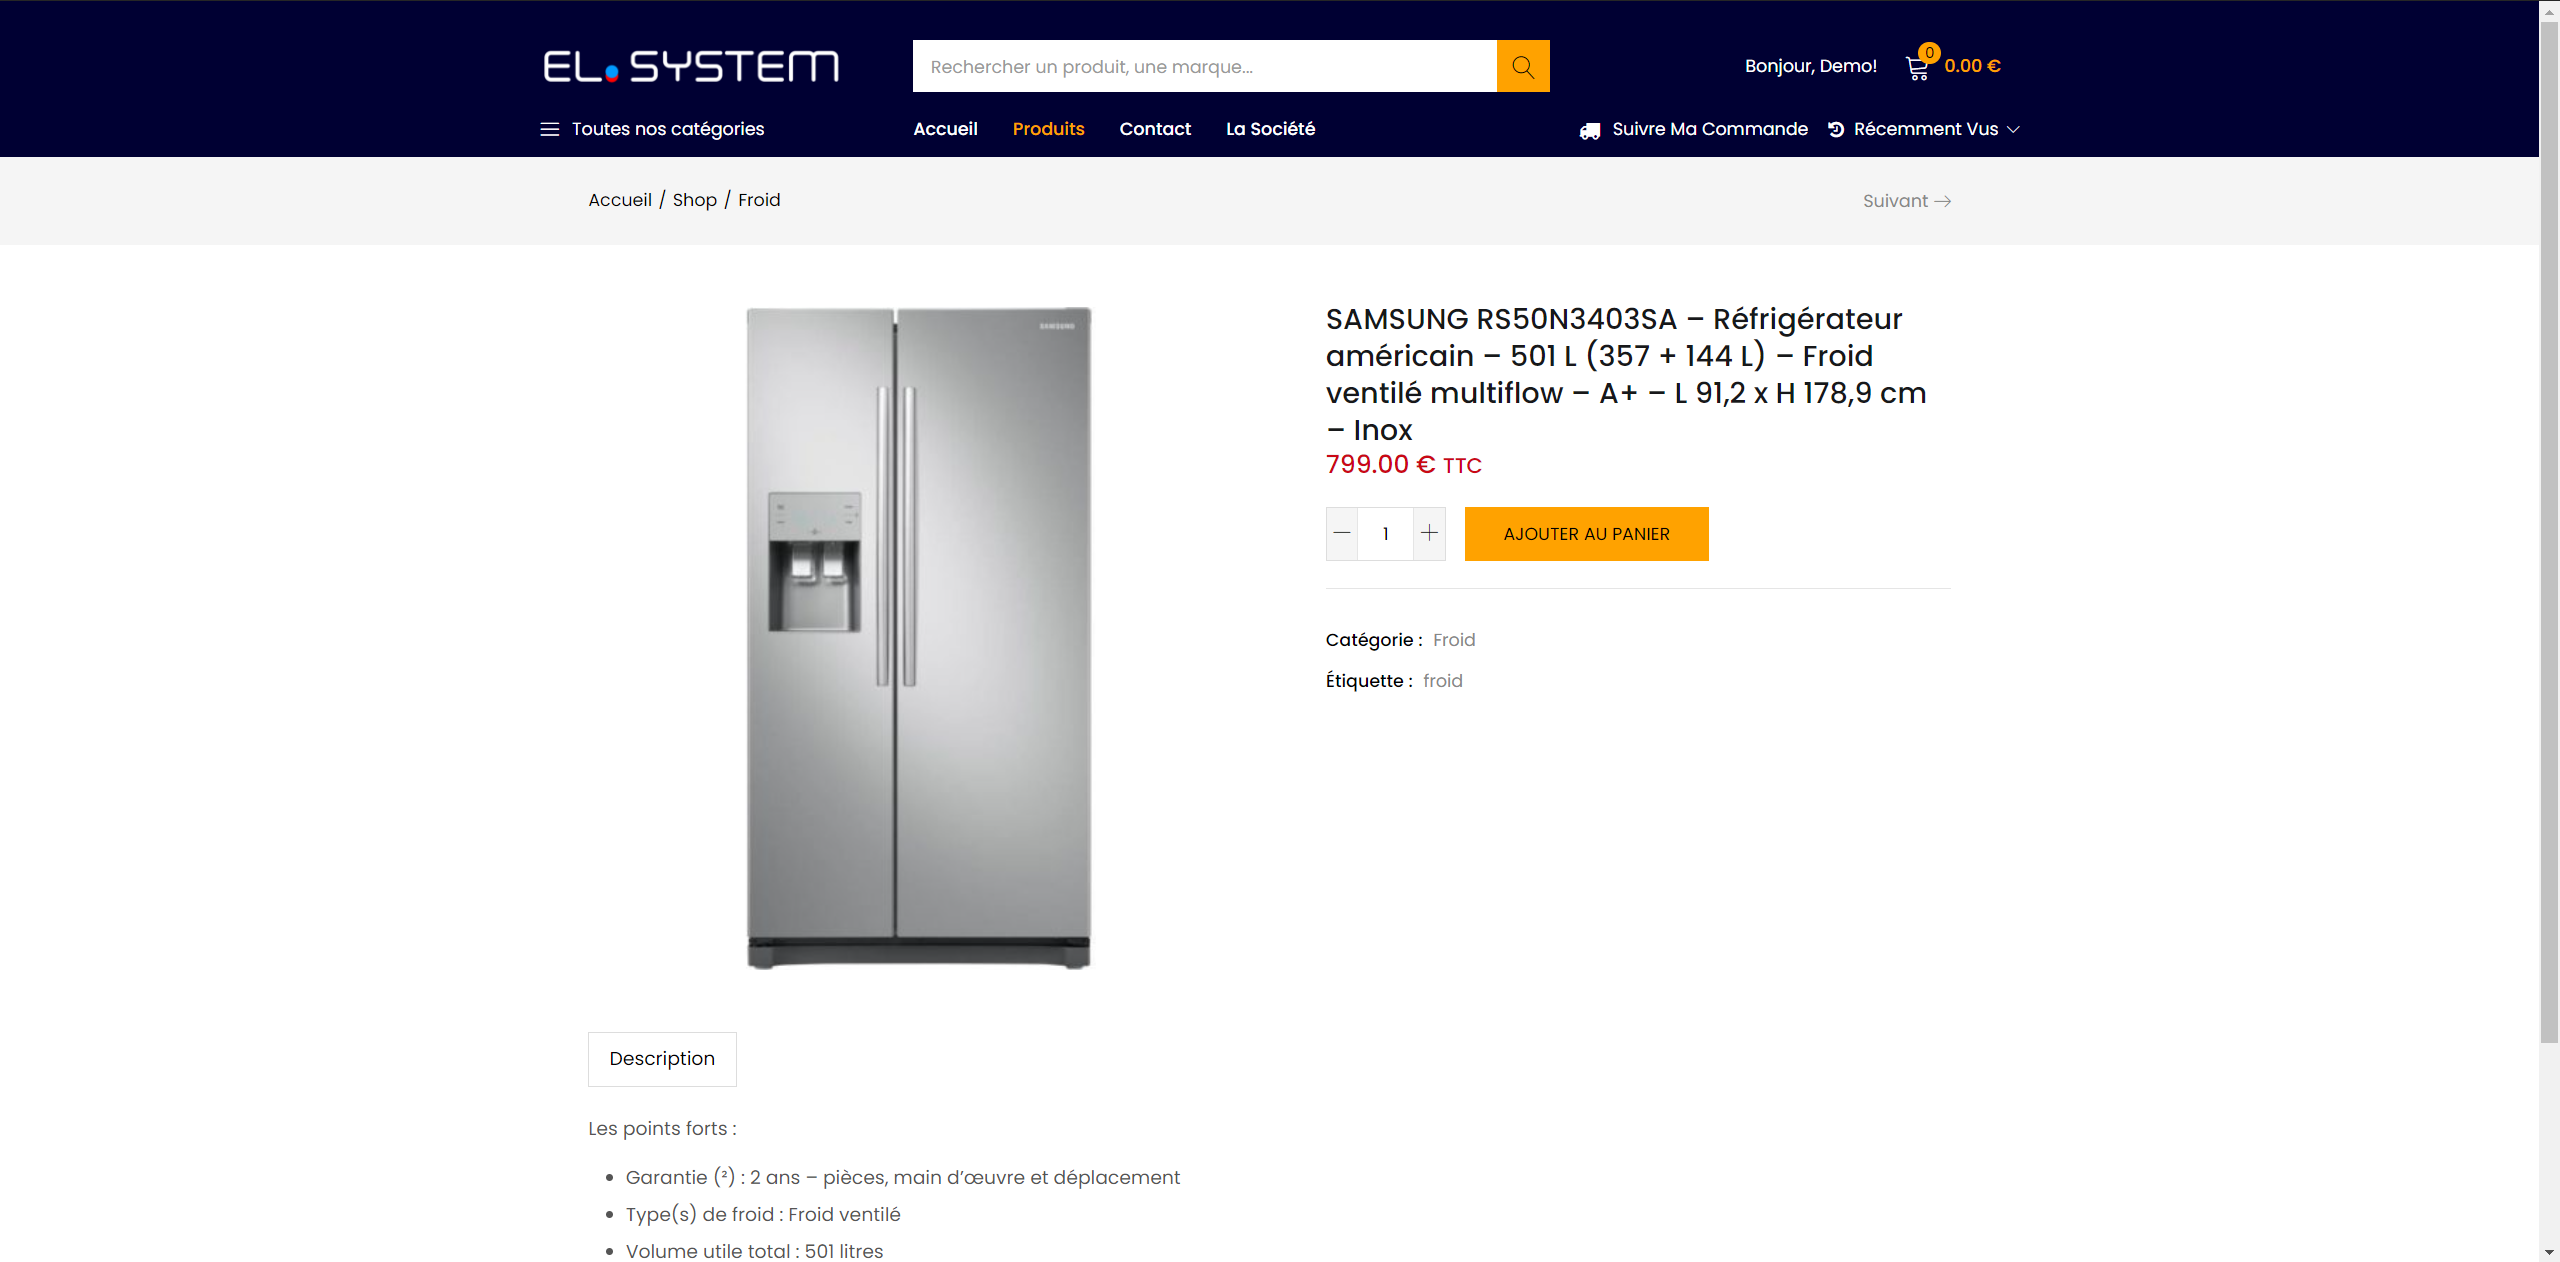 EL.SYSTEM
Rechercher un produit, une marque...
Bonjour, Demo!
0
0.00 €
Toutes nos catégories
Accueil
Produits
Contact
La Société
Suivre Ma Commande
Récemment Vus
Accueil / Shop / Froid
Suivant
SAMSUNG
SAMSUNG RS50N3403SA – Réfrigérateur
américain – 501 L (357 + 144 L) – Froid
ventilé multiflow – A+ – L 91,2 x H 178,9 cm
– Inox
799.00 € TTC
1
AJOUTER AU PANIER
Catégorie : Froid
Étiquette : froid
Description
Les points forts :
Garantie (²) : 2 ans – pièces, main d’œuvre et déplacement
Type(s) de froid : Froid ventilé
Volume utile total : 501 litres